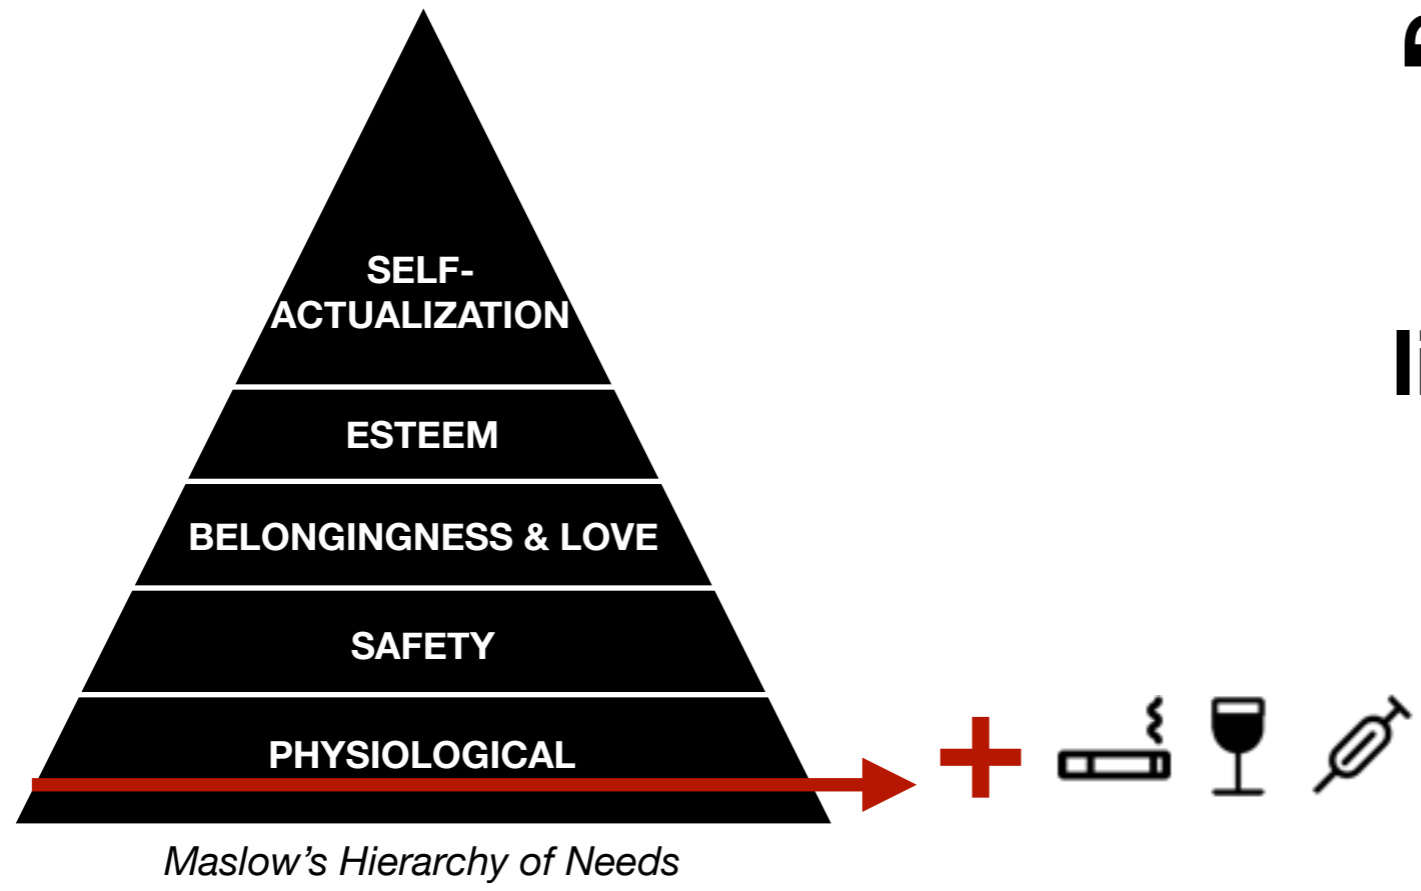 SELF-
ACTUALIZATION
ESTEEM
BELONGINGNESS & LOVE
SAFETY
PHYSIOLOGICAL
Maslow’s Hierarchy of Needs